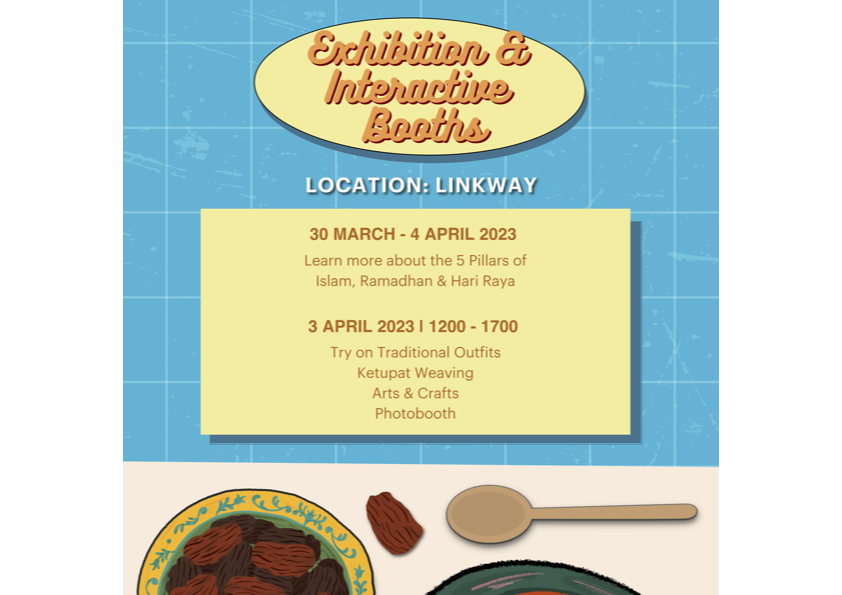 Exhibition &
Interactive
Booths
LOCATION: LINKWAY
30 MARCH - 4 APRIL 2023
Learn more about the 5 Pillars of
Islam, Ramadhan & Hari Raya
3 APRIL 2023 | 1200 - 1700
Try on Traditional Outfits
Ketupat Weaving
Arts & Crafts
Photobooth